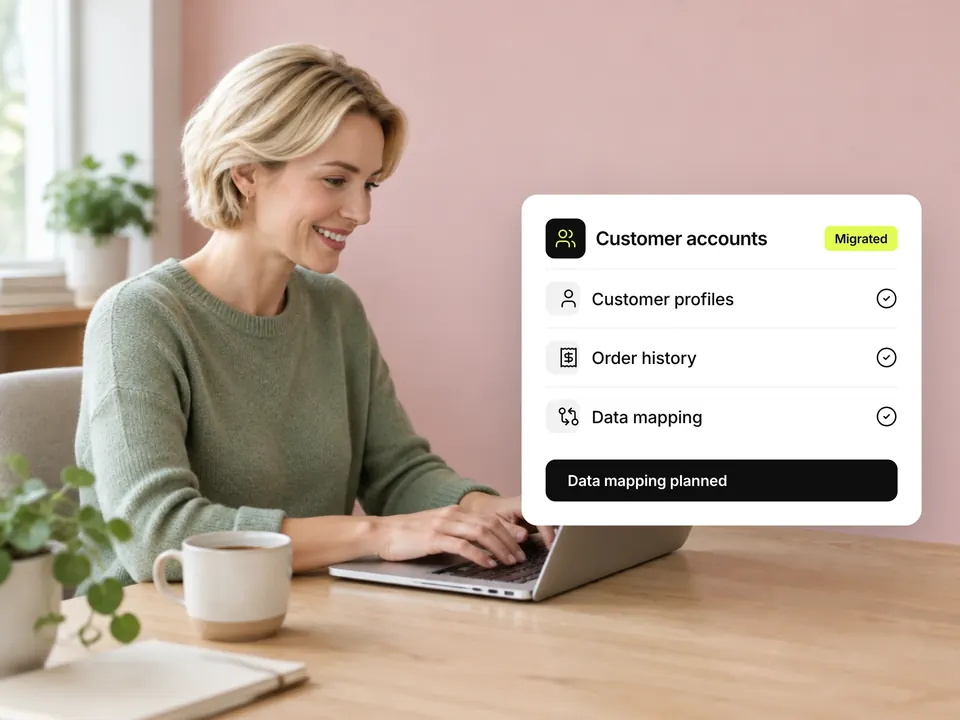 Customer accounts
Migrated
Customer profiles
Order history
Data mapping
Data mapping planned